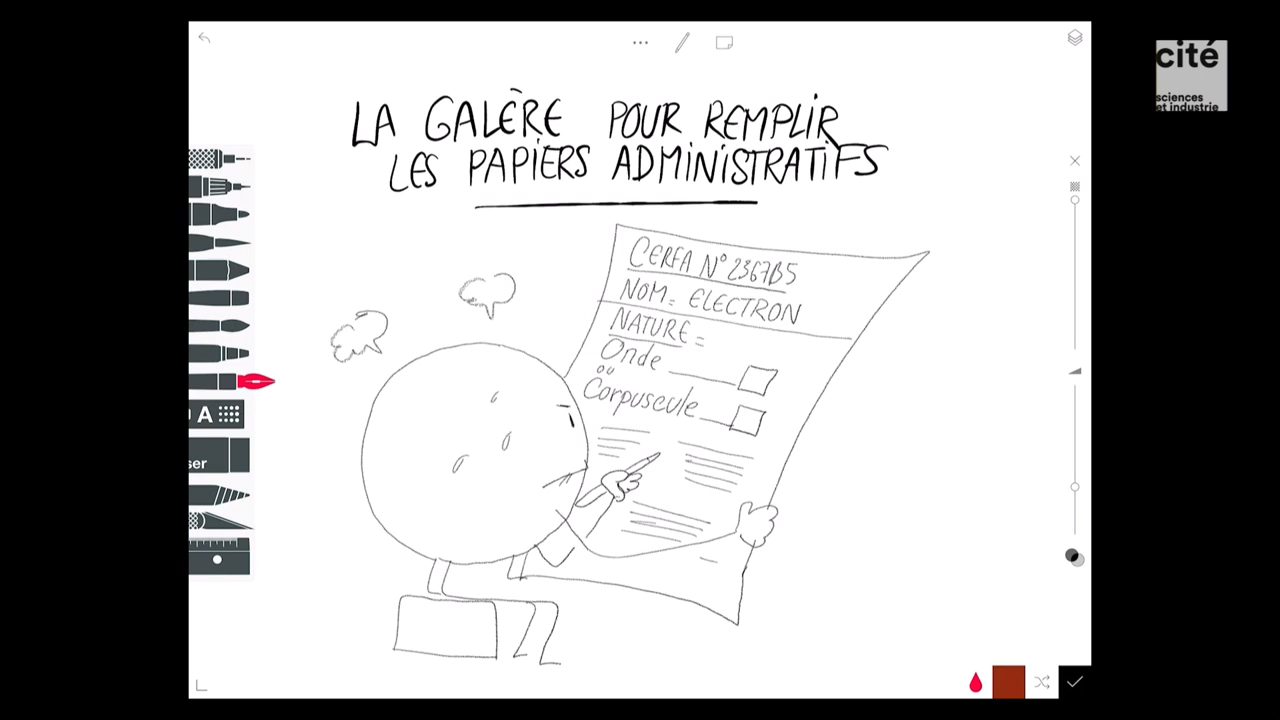 cité
sciences
et industrie
LA GALÈRE POUR REMPLIR
LES PAPIERS ADMINISTRATIFS
CERFA N° 2367B5
NOM = ELECTRON
NATURE =
Onde
où
Corpuscule
A
ser